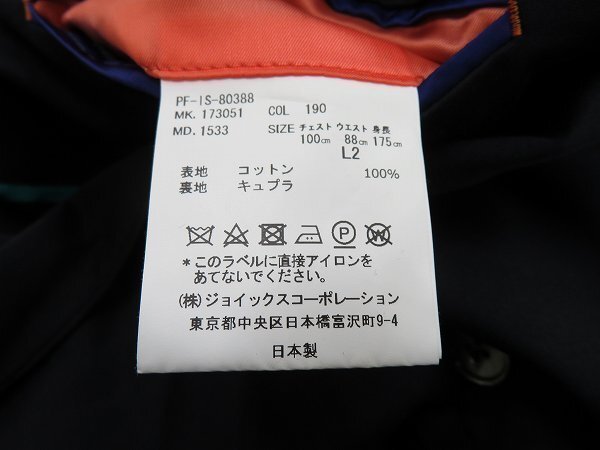 PF-IS-80388
MK. 173051 COL 190
MD. 1533 SIZE チェスト ウエスト 身長
100cm 88cm 175cm
L2
表地 コットン 100%
裏地 キュプラ
P W
*このラベルに直接アイロンを
あてないでください。
(株)ジョイックスコーポレーション
東京都中央区日本橋富沢町9-4
日本製